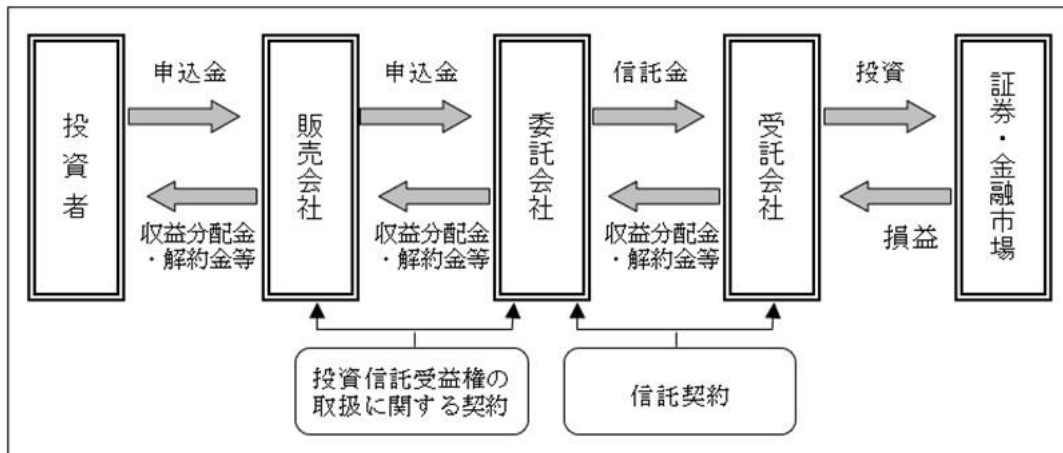 申込金
申込金
信託金
投資
投資者
販売会社
委託会社
受託会社
証券・金融市場
収益分配金
・解約金等
収益分配金
・解約金等
収益分配金
・解約金等
損益
投資信託受益権の
取扱に関する契約
信託契約